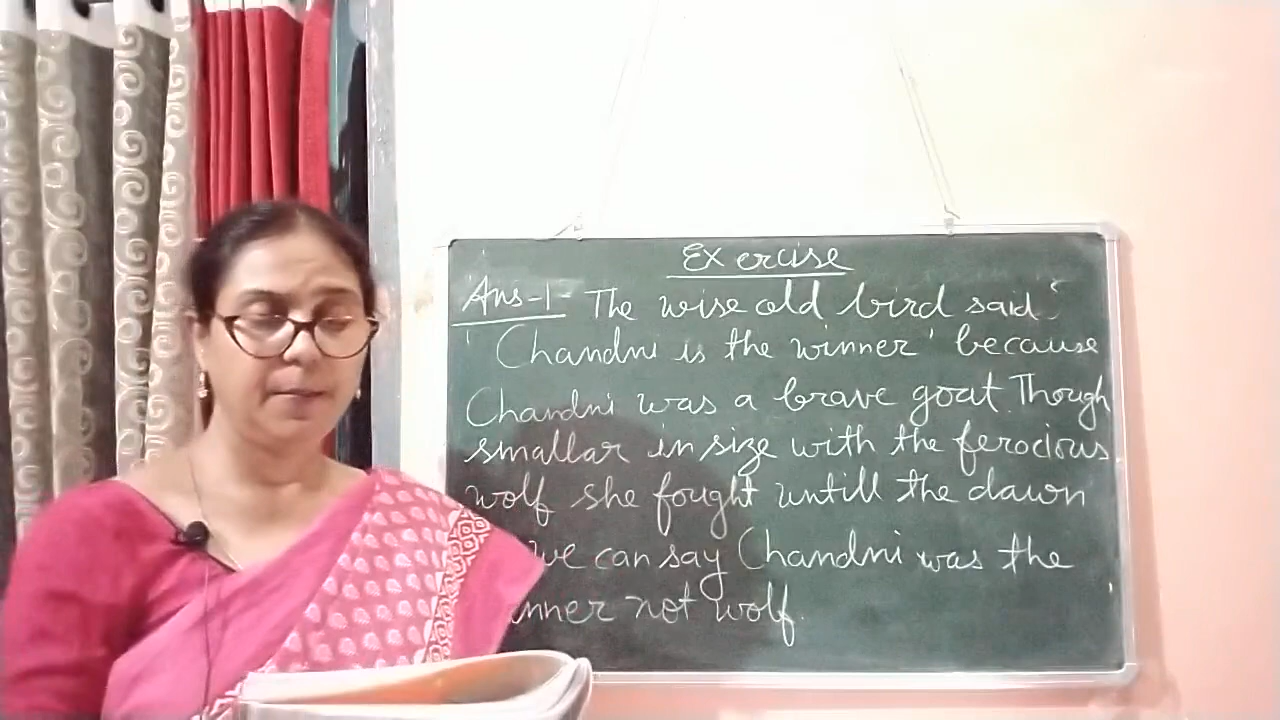 Exercise
Ans-1- The wise old bird said "
' Chandni is the winner' because
Chandni was a brave goat. Though
smallar in size with the ferocious
wolf she fought untill the dawn
we can say Chandni was the
nner not wolf.